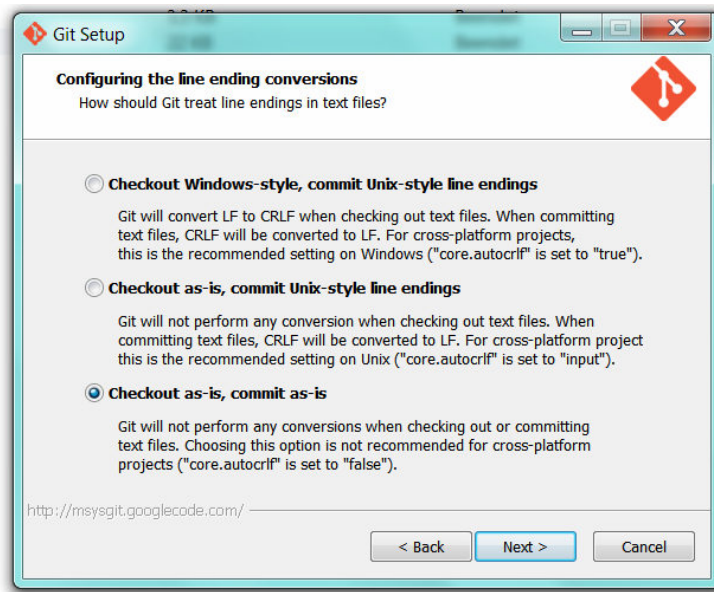 2.2 KB Beendet
Git Setup
22 KB Beendet
Configuring the line ending conversions
How should Git treat line endings in text files?
Checkout Windows-style, commit Unix-style line endings
Git will convert LF to CRLF when checking out text files. When committing
text files, CRLF will be converted to LF. For cross-platform projects,
this is the recommended setting on Windows ("core.autocrlf" is set to "true").
Checkout as-is, commit Unix-style line endings
Git will not perform any conversion when checking out text files. When
committing text files, CRLF will be converted to LF. For cross-platform project
this is the recommended setting on Unix ("core.autocrlf" is set to "input").
Checkout as-is, commit as-is
Git will not perform any conversions when checking out or committing
text files. Choosing this option is not recommended for cross-platform
projects ("core.autocrlf" is set to "false").
http://msysgit.googlecode.com/
< Back Next > Cancel